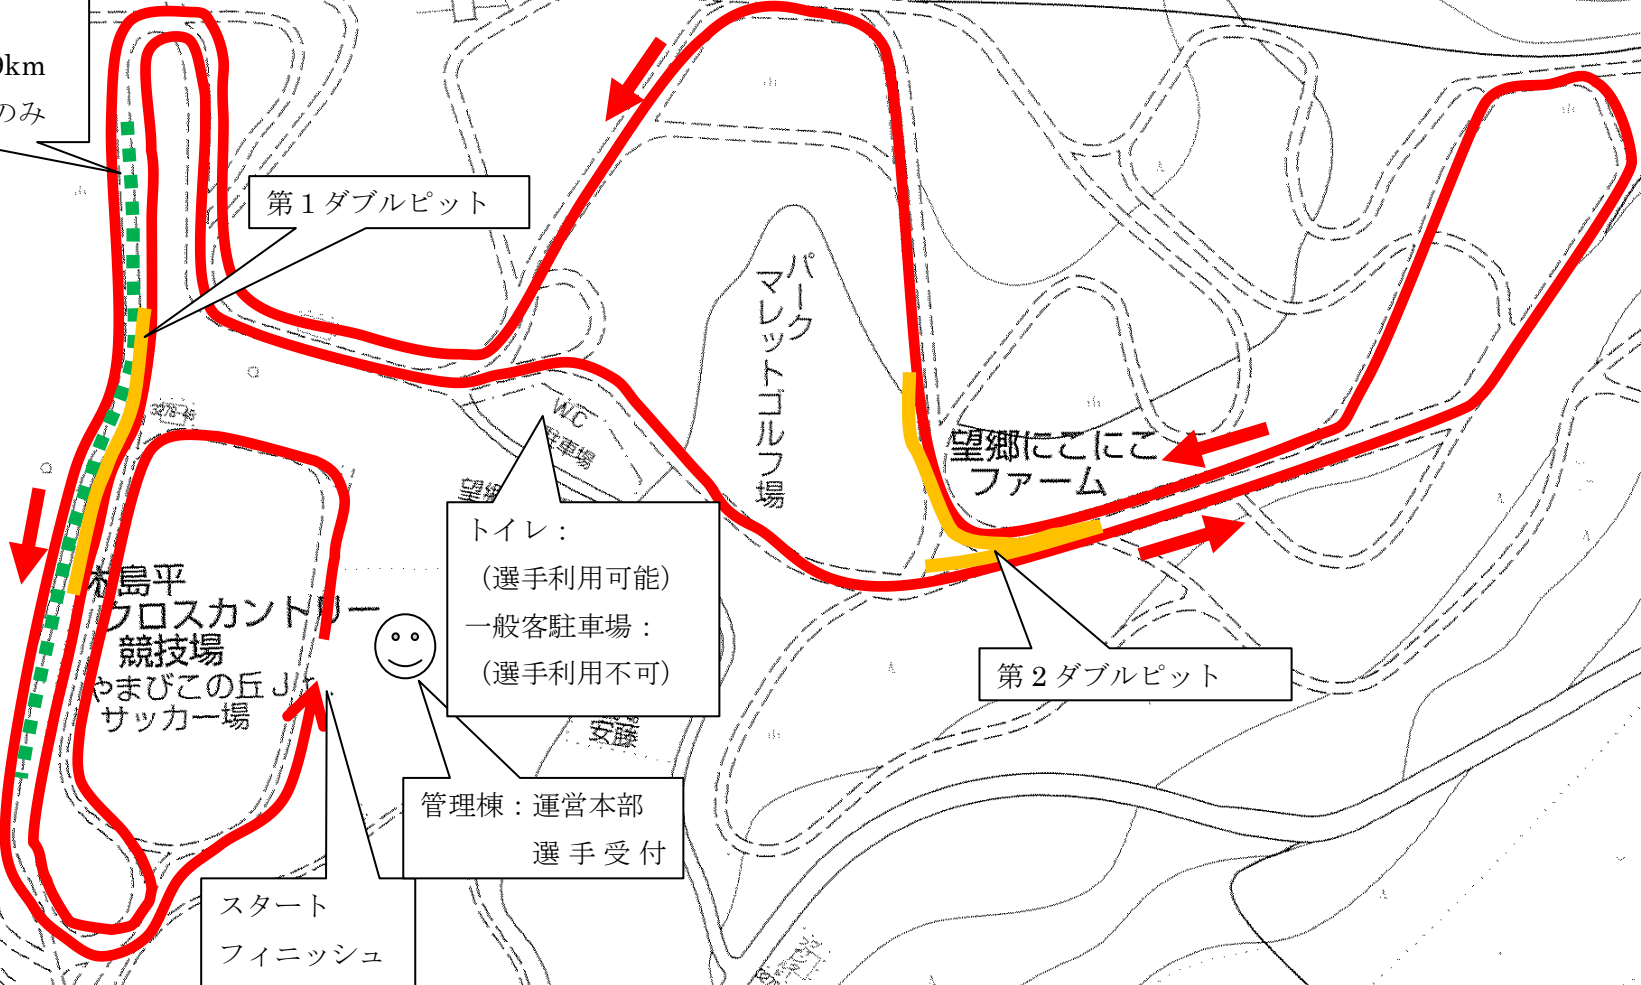 0km
のみ
第１ダブルピット
パーク
マレットゴルフ場
WC
駐車場
望郷にこにこ
ファーム
トイレ：
（選手利用可能）
一般客駐車場：
（選手利用不可）
木島平
クロスカントリー
競技場
やまびこの丘J
サッカー場
第２ダブルピット
安藤
管理棟：運営本部
選手受付
スタート
フィニッシュ